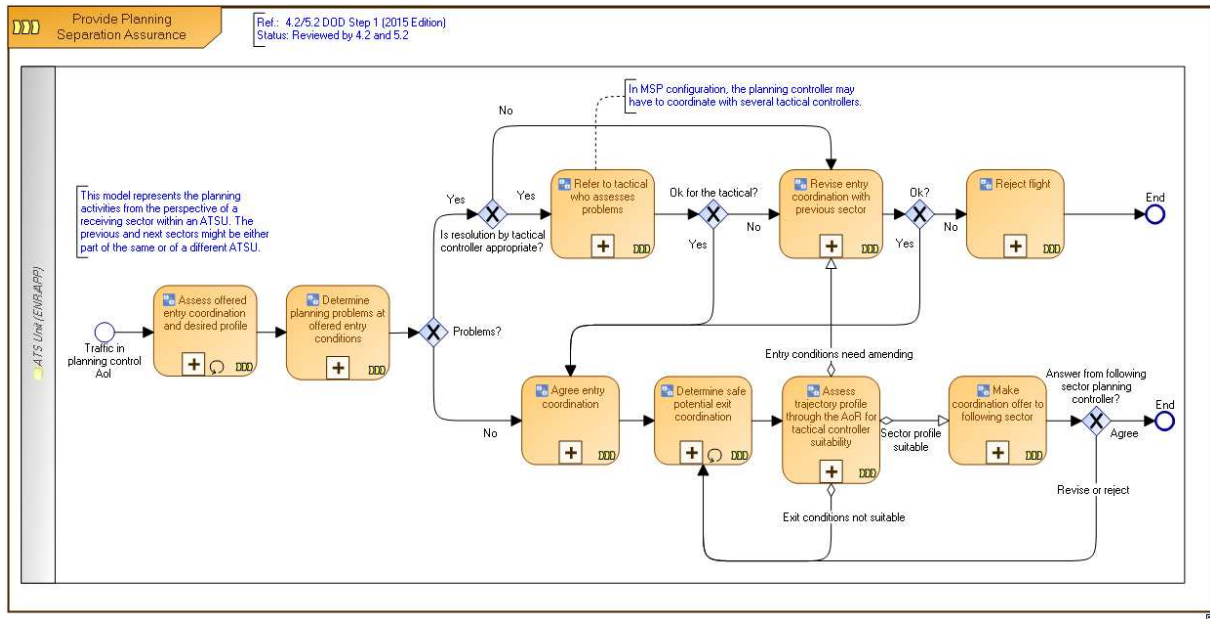 Provide Planning
Separation Assurance
Ref.: 4.2/5.2 DOD Step 1 (2015 Edition)
Status: Reviewed by 4.2 and 5.2
ATS Unit (ENR,APP)
In MSP configuration, the planning controller may
have to coordinate with several tactical controllers.
This model represents the planning
activities from the perspective of a
receiving sector within an ATSU. The
previous and next sectors might be either
part of the same or of a different ATSU.
No
Yes
Yes
Is resolution by tactical
controller appropriate?
Refer to tactical
who assesses
problems
Ok for the tactical?
No
Yes
Revise entry
coordination with
previous sector
Ok?
No
Yes
Reject flight
End
Traffic in
planning control
AoI
Assess offered
entry coordination
and desired profile
Determine
planning problems at
offered entry
conditions
Problems?
No
Entry conditions need amending
Agree entry
coordination
Determine safe
potential exit
coordination
Assess
trajectory profile
through the AoR for
tactical controller
suitability
Sector profile
suitable
Make
coordination offer to
following sector
Answer from following
sector planning
controller?
Agree
End
Revise or reject
Exit conditions not suitable